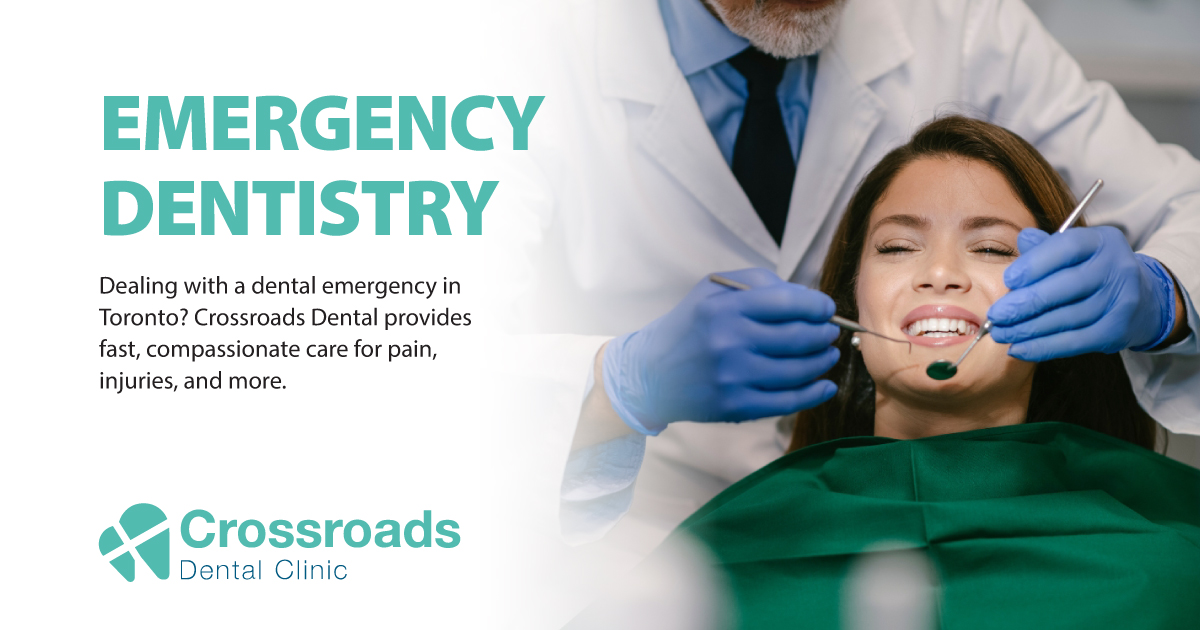 EMERGENCY
DENTISTRY
Dealing with a dental emergency in
Toronto? Crossroads Dental provides
fast, compassionate care for pain,
injuries, and more.
Crossroads
Dental Clinic